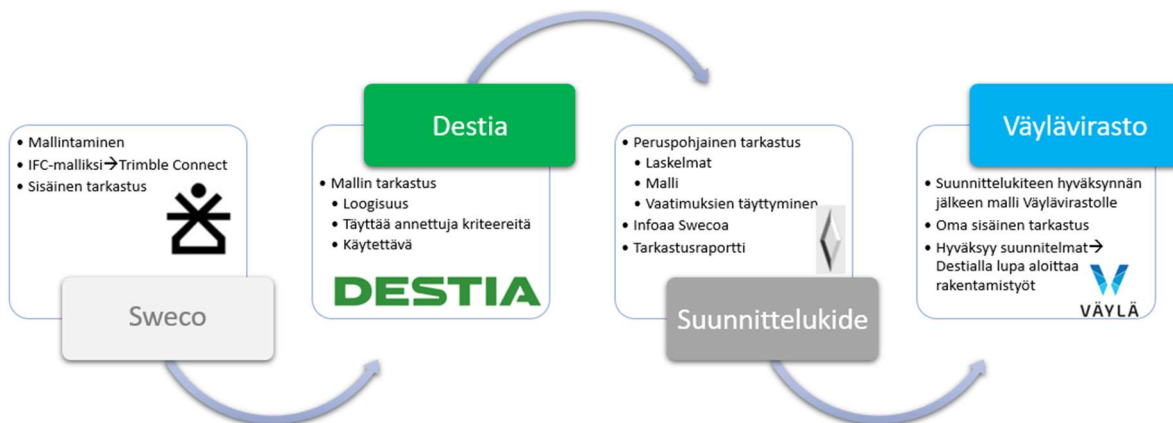 Mallintaminen
IFC-malliksi→Trimble Connect
Sisäinen tarkastus
Sweco
Destia
Mallin tarkastus
Loogisuus
Täyttää annettuja kriteereitä
Käytettävä
DESTIA
Peruspohjainen tarkastus
Laskelmat
Malli
Vaatimuksien täyttyminen
Infoaa Swecoa
Tarkastusraportti
Suunnittelukide
Väylävirasto
Suunnittelukiteen hyväksynnän
jälkeen malli Väylävirastolle
Oma sisäinen tarkastus
Hyväksyy suunnitelmat→
Destialla lupa aloittaa
rakentamistyöt
VÄYLÄ